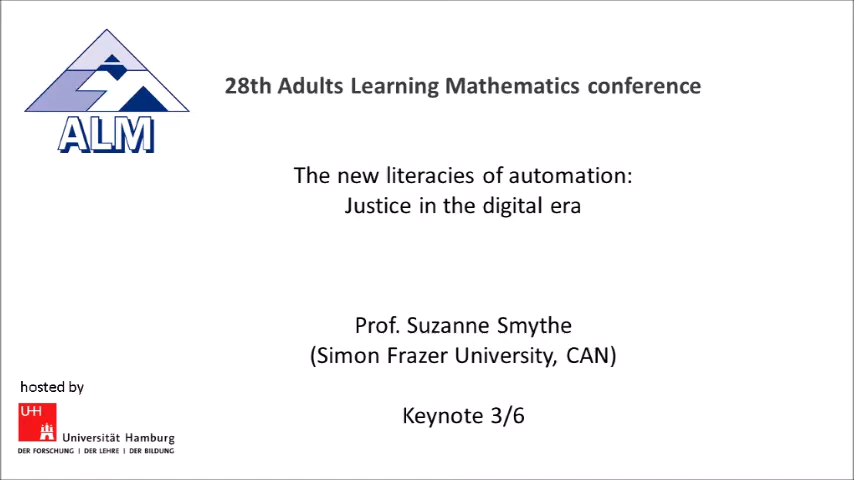 28th Adults Learning Mathematics conference
ALM
The new literacies of automation:
Justice in the digital era
Prof. Suzanne Smythe
(Simon Frazer University, CAN)
Keynote 3/6
hosted by
UH
Universität Hamburg
DER FORSCHUNG | DER LEHRE | DER BILDUNG